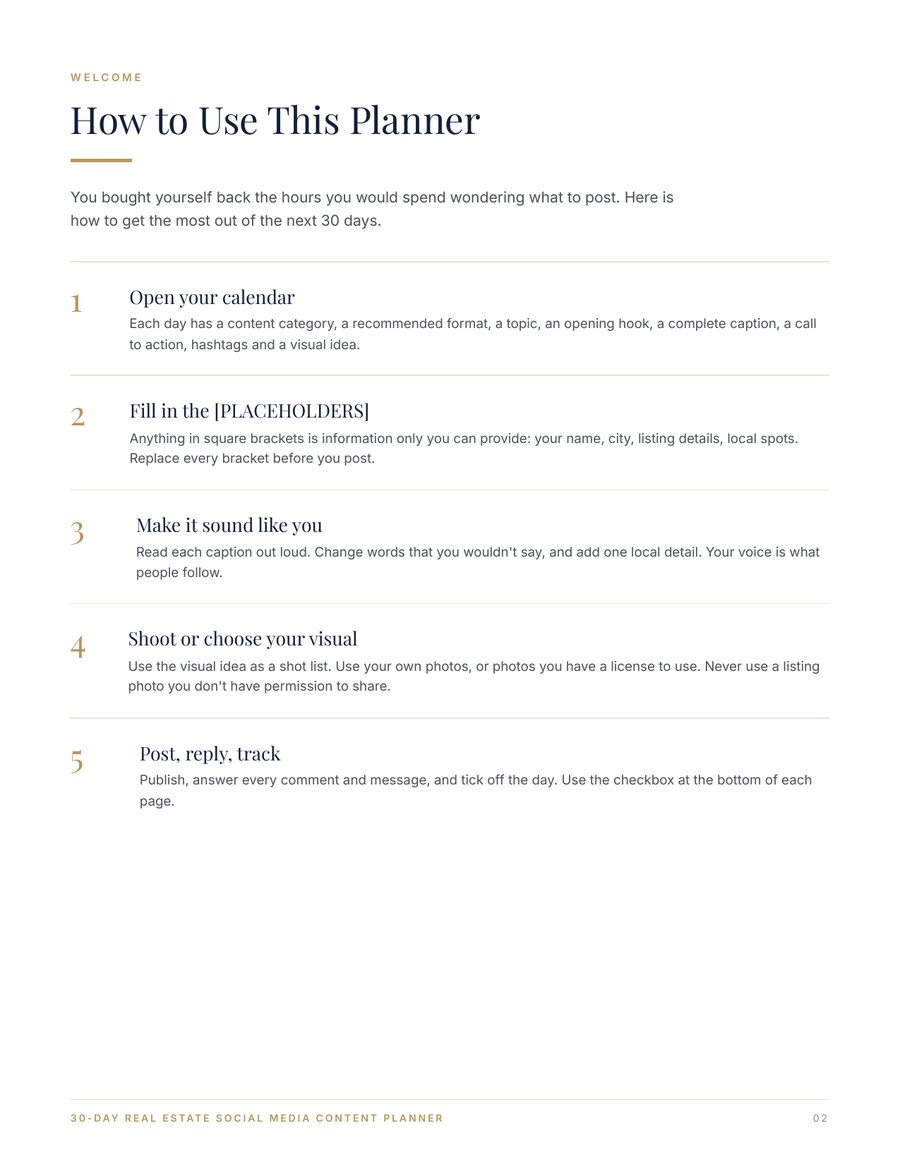 WELCOME
How to Use This Planner
You bought yourself back the hours you would spend wondering what to post. Here is
how to get the most out of the next 30 days.
1
Open your calendar
Each day has a content category, a recommended format, a topic, an opening hook, a complete caption, a call
to action, hashtags and a visual idea.
2
Fill in the [PLACEHOLDERS]
Anything in square brackets is information only you can provide: your name, city, listing details, local spots.
Replace every bracket before you post.
3
Make it sound like you
Read each caption out loud. Change words that you wouldn't say, and add one local detail. Your voice is what
people follow.
4
Shoot or choose your visual
Use the visual idea as a shot list. Use your own photos, or photos you have a license to use. Never use a listing
photo you don't have permission to share.
5
Post, reply, track
Publish, answer every comment and message, and tick off the day. Use the checkbox at the bottom of each
page.
30-DAY REAL ESTATE SOCIAL MEDIA CONTENT PLANNER
02